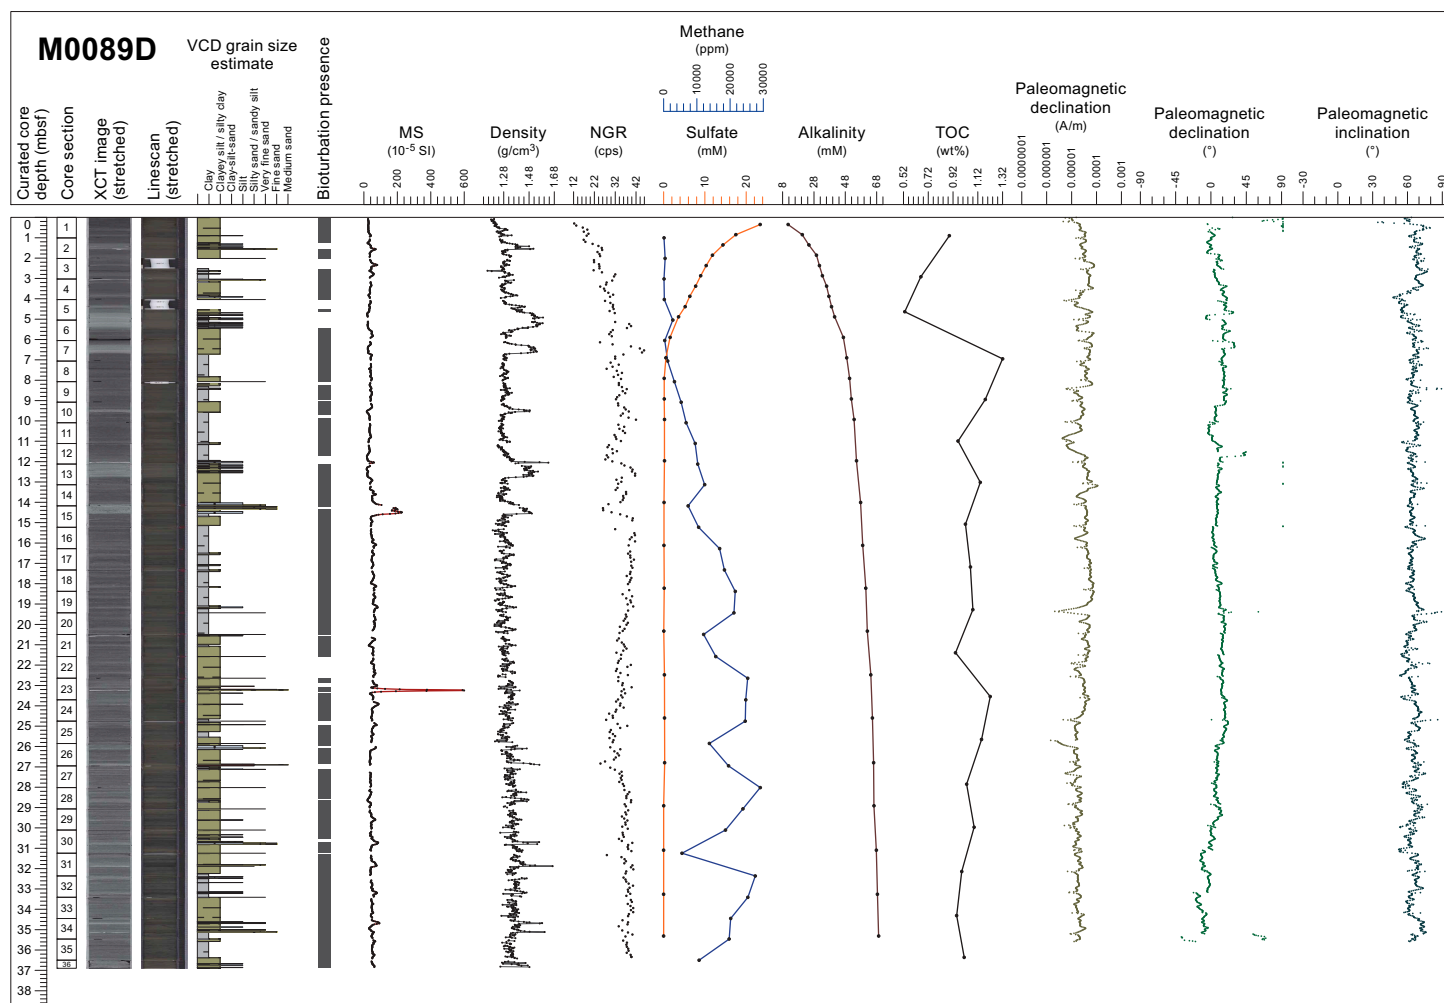 M0089D
VCD grain size
estimate
Curated core
depth (mbsf)
Core section
XCT image
(stretched)
Linescan
(stretched)
Clay
Clayey silt / silty clay
Clay-silt-sand
Silt
Silty sand / sandy silt
Very fine sand
Fine sand
Medium sand
Bioturbation presence
MS
(10-5 SI)
0 200 400 600
Density
(g/cm3)
1.28 1.48 1.68
NGR
(cps)
12 22 32 42
Methane
(ppm)
0 10000 20000 30000
Sulfate
(mM)
0 10 20
Alkalinity
(mM)
8 28 48 68
TOC
(wt%)
0.52 0.72 0.92 1.12 1.32
Paleomagnetic
declination
(A/m)
0.0000001 0.000001 0.00001 0.0001 0.001
Paleomagnetic
declination
(°)
-90 -45 0 45 90
Paleomagnetic
inclination
(°)
-30 0 30 60 90
0
1
2
3
4
5
6
7
8
9
10
11
12
13
14
15
16
17
18
19
20
21
22
23
24
25
26
27
28
29
30
31
32
33
34
35
36
37
38
1
2
3
4
5
6
7
8
9
10
11
12
13
14
15
16
17
18
19
20
21
22
23
24
25
26
27
28
29
30
31
32
33
34
35
36